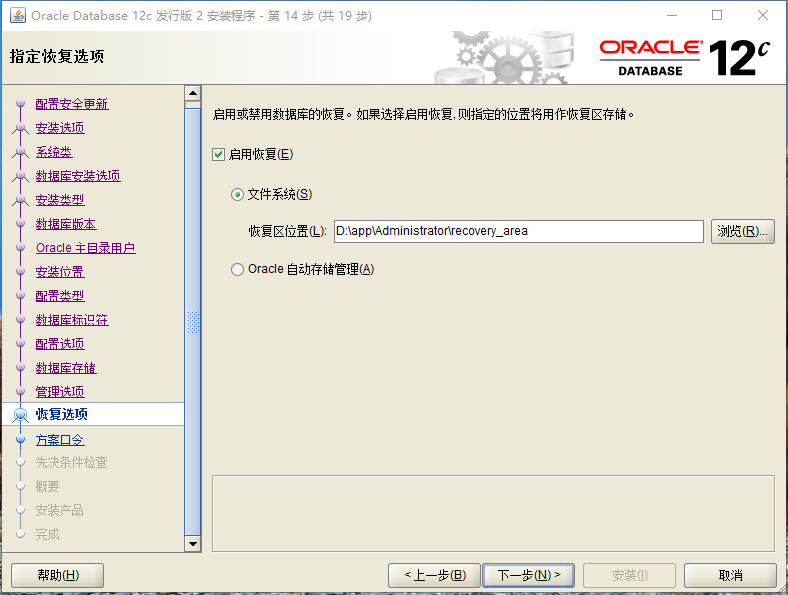 Oracle Database 12c 发行版 2 安装程序 - 第 14 步 (共 19 步)
指定恢复选项
ORACLE®
DATABASE
12c
配置安全更新
安装选项
系统类
数据库安装选项
安装类型
数据库版本
Oracle 主目录用户
安装位置
配置类型
数据库标识符
配置选项
数据库存储
管理选项
恢复选项
方案口令
先决条件检查
概要
安装产品
完成
启用或禁用数据库的恢复。如果选择启用恢复,则指定的位置将用作恢复区存储。
启用恢复(E)
文件系统(S)
恢复区位置(L): D:\app\Administrator\recovery_area 浏览(R)...
Oracle 自动存储管理(A)
帮助(H) < 上一步(B) 下一步(N) > 安装(I) 取消